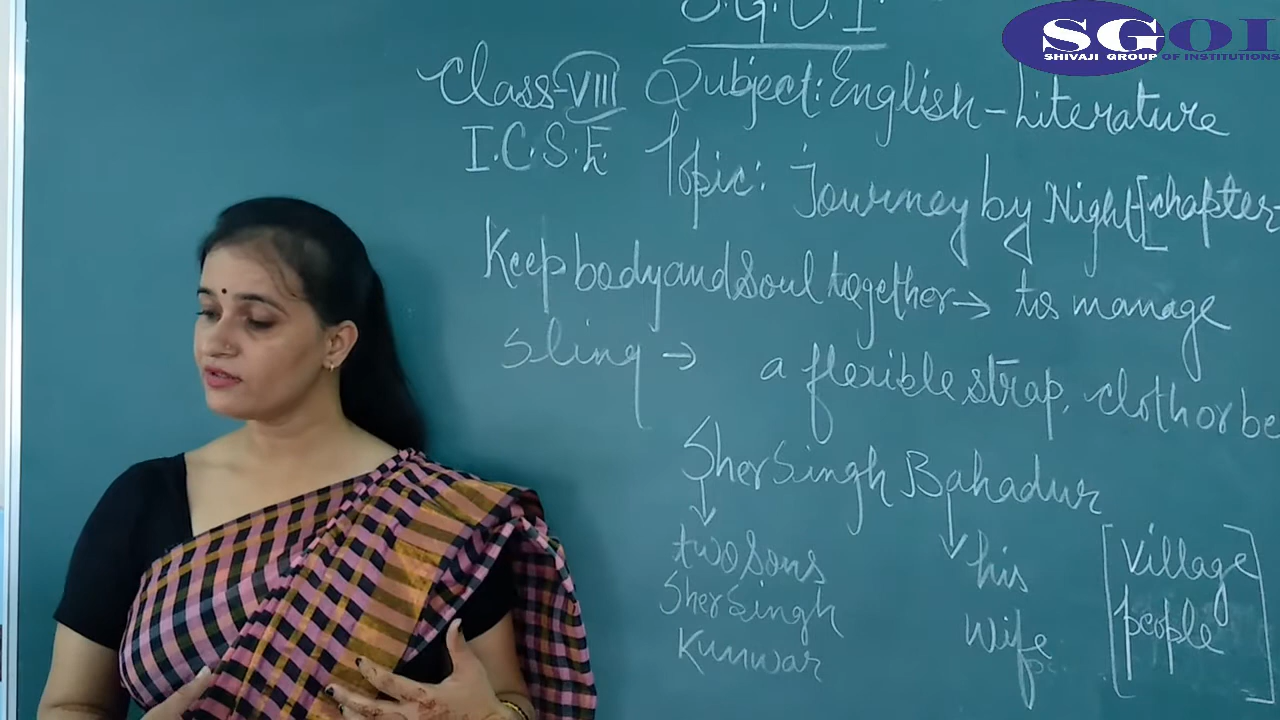 S.G.O.I.
SGOI
SHIVAJI GROUP OF INSTITUTIONS
Class-VIII Subject: English-Literature
I.C.S.E. Topic: Journey by Night-[chapter-
Keep body and Soul together→ to manage
Sling → a flexible strap, cloth or be
Sher Singh Bahadur
two sons his [village
Sher Singh wife people]
Kunwar